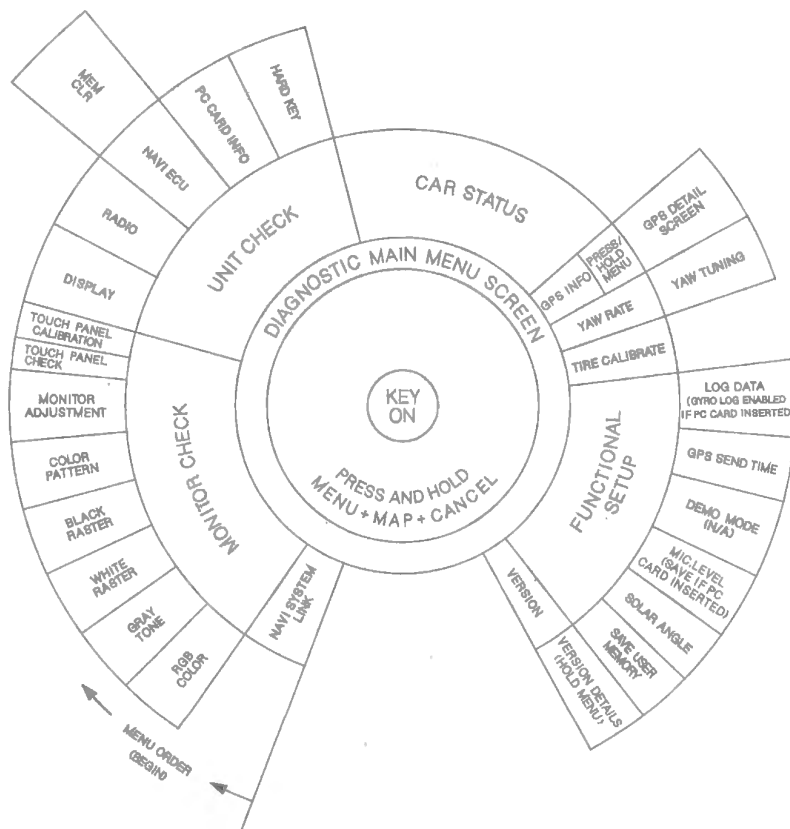 KEY
ON
PRESS AND HOLD
MENU + MAP + CANCEL
DIAGNOSTIC MAIN MENU SCREEN
MENU ORDER
(BEGIN)
NAVI SYSTEM
LINK
MONITOR CHECK
RGB
COLOR
GRAY
TONE
WHITE
RASTER
BLACK
RASTER
COLOR
PATTERN
MONITOR
ADJUSTMENT
TOUCH PANEL
CHECK
TOUCH PANEL
CALIBRATION
UNIT CHECK
DISPLAY
RADIO
NAVI ECU
MEM
CLR
PC CARD INFO
HARD KEY
CAR STATUS
GPS INFO
PRESS/
HOLD
MENU
GPS DETAIL
SCREEN
YAW RATE
YAW TUNING
TIRE CALIBRATE
FUNCTIONAL
SETUP
LOG DATA
(GYRO LOG ENABLED
IF PC CARD INSERTED)
GPS SEND TIME
DEMO MODE
(N/A)
MIC.LEVEL
(SAVE IF PC
CARD INSERTED)
SOLAR ANGLE
SAVE USER
MEMORY
VERSION
VERSION DETAILS
(HOLD MENU)